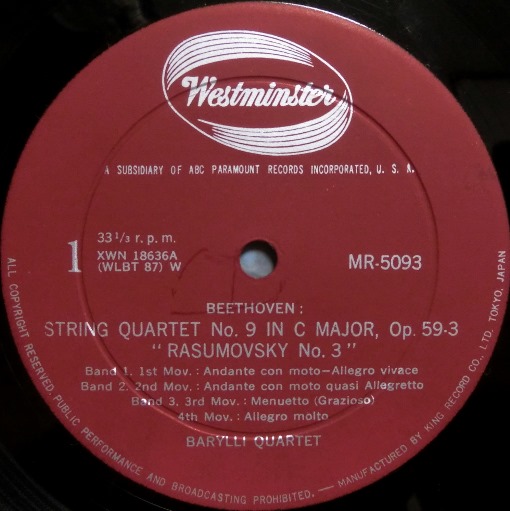 Westminster
A SUBSIDIARY OF ABC PARAMOUNT RECORDS INCORPORATED, U. S. A.
33 1/3 r. p. m.
1
XWN 18636A
(WLBT 87) W
MR-5093
BEETHOVEN :
STRING QUARTET No. 9 IN C MAJOR, Op. 59-3
“ RASUMOVSKY No. 3 ”
Band 1. 1st Mov. : Andante con moto–Allegro vivace
Band 2. 2nd Mov. : Andante con moto quasi Allegretto
Band 3, 3rd Mov. : Menuetto (Grazioso)
4th Mov. : Allegro molto
BARYLLI QUARTET
ALL COPYRIGHT RESERVED. PUBLIC PERFORMANCE AND BROADCASTING PROHIBITED. — MANUFACTURED BY KING RECORD CO., LTD. TOKYO, JAPAN